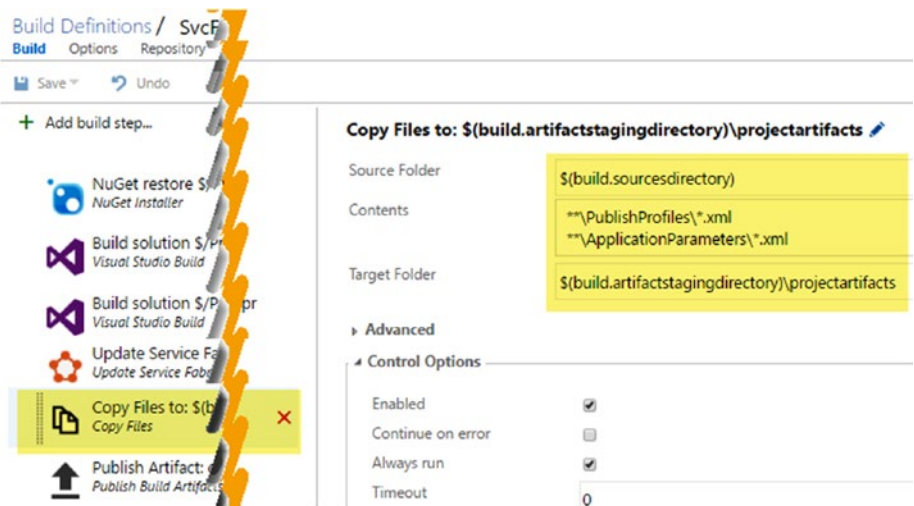 Build Definitions / SvcF
Build Options Repository
Save Undo
+ Add build step...
NuGet restore $/
NuGet Installer
Build solution $/Pr
Visual Studio Build
Build solution $/P pr
Visual Studio Build
Update Service Fa
Update Service Fabr
Copy Files to: $(b
Copy Files
Publish Artifact:
Publish Build Artifacts
Copy Files to: $(build.artifactstagingdirectory)\projectartifacts
Source Folder
$(build.sourcesdirectory)
Contents
**\PublishProfiles\*.xml
**\ApplicationParameters\*.xml
Target Folder
$(build.artifactstagingdirectory)\projectartifacts
Advanced
Control Options
Enabled
Continue on error
Always run
Timeout
0